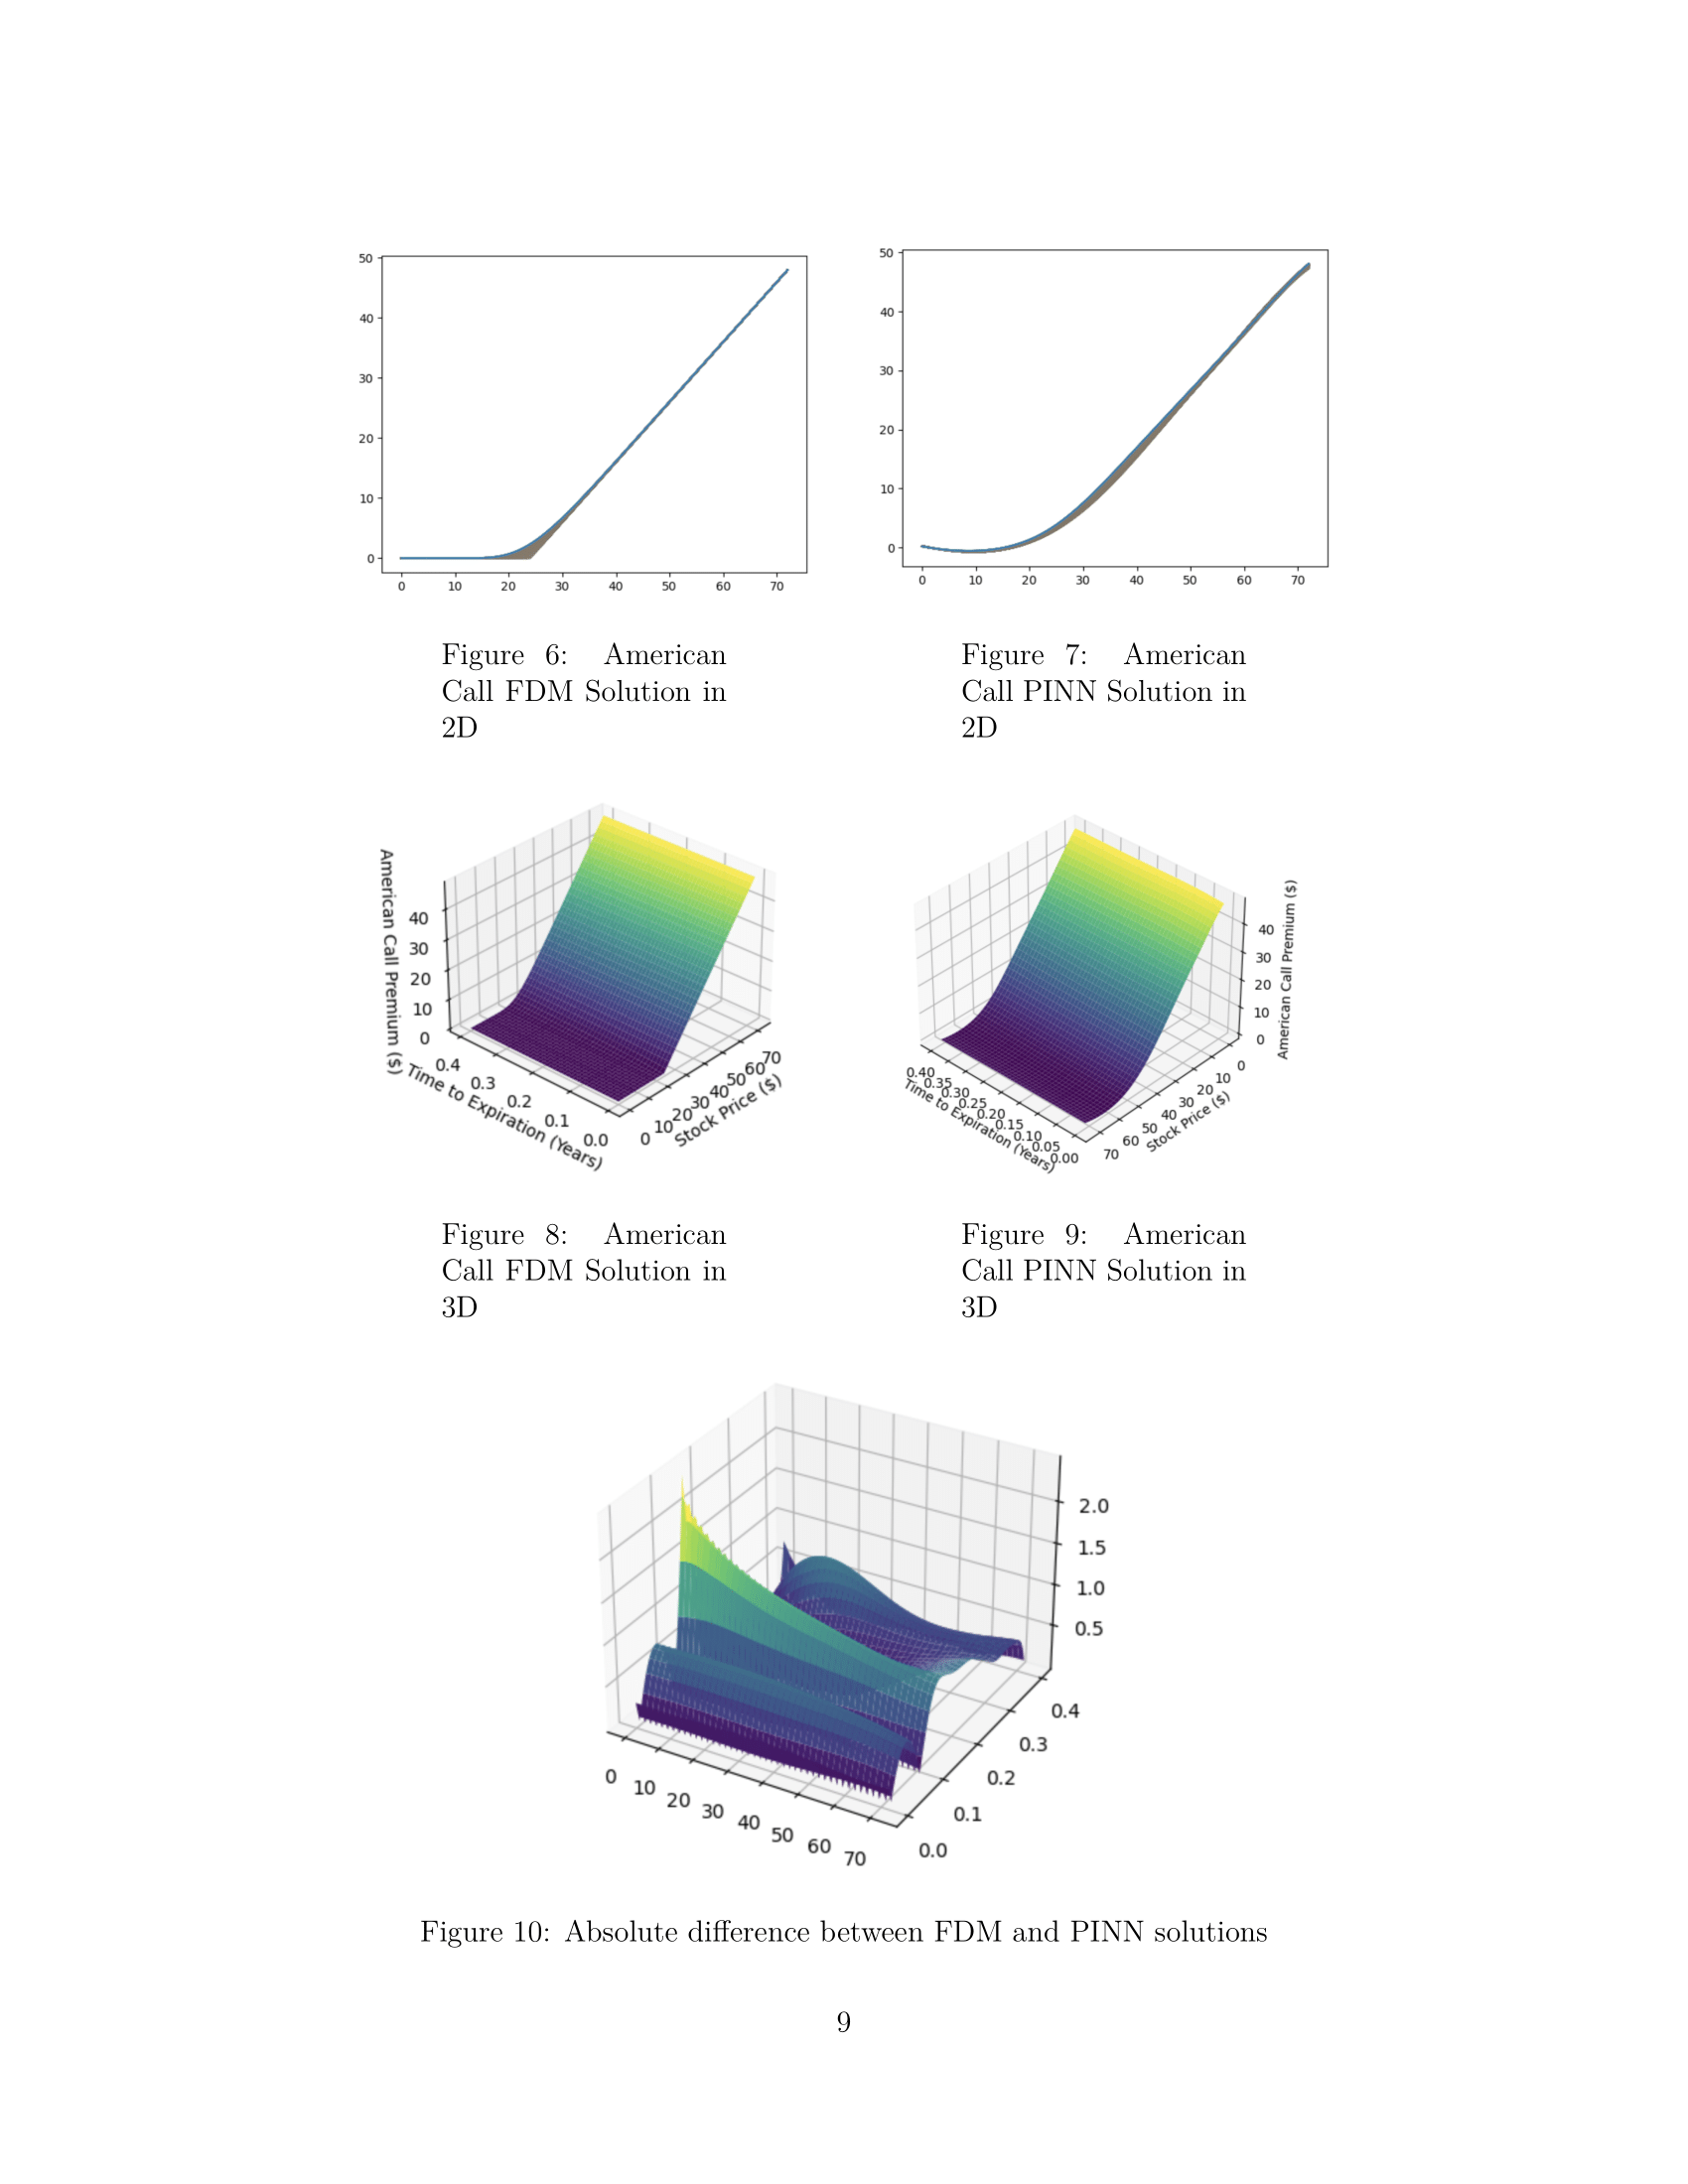 50
40
30
20
10
0
0 10 20 30 40 50 60 70
50
40
30
20
10
0
0 10 20 30 40 50 60 70
Figure 6: American
Call FDM Solution in
2D
Figure 7: American
Call PINN Solution in
2D
American Call Premium ($)
40
30
20
10
0
0.4
0.3
0.2
0.1
0.0
Time to Expiration (Years)
0 10 20 30 40 50 60 70
Stock Price ($)
American Call Premium ($)
40
30
20
10
0
0.40
0.35
0.30
0.25
0.20
0.15
0.10
0.05
0.00
Time to Expiration (Years)
70 60 50 40 30 20 10 0
Stock Price ($)
Figure 8: American
Call FDM Solution in
3D
Figure 9: American
Call PINN Solution in
3D
2.0
1.5
1.0
0.5
0.4
0.3
0.2
0.1
0.0
0 10 20 30 40 50 60 70
Figure 10: Absolute difference between FDM and PINN solutions
9